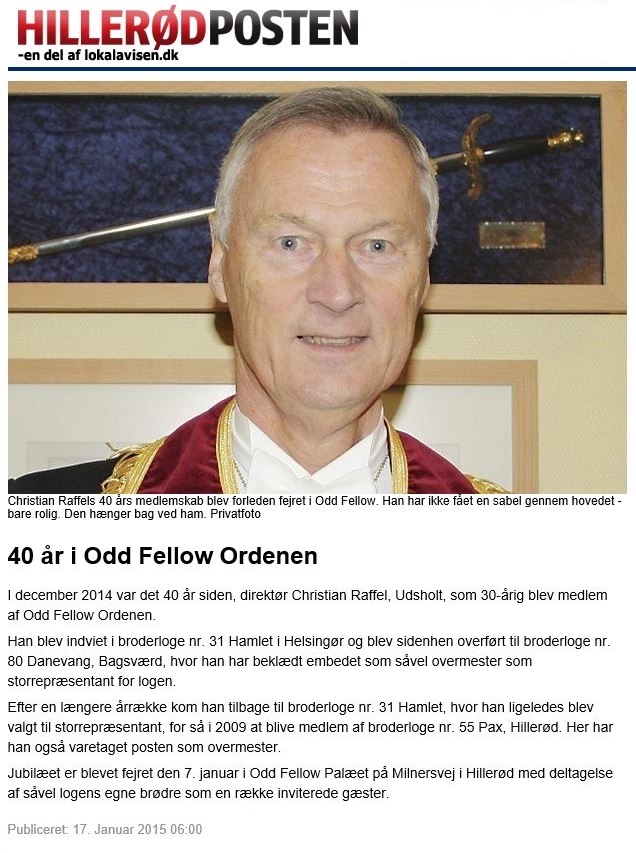 HILLERØDPOSTEN
-en del af lokalavisen.dk
Christian Raffels 40 års medlemskab blev forleden fejret i Odd Fellow. Han har ikke fået en sabel gennem hovedet -
bare rolig. Den hænger bag ved ham. Privatfoto
40 år i Odd Fellow Ordenen
I december 2014 var det 40 år siden, direktør Christian Raffel, Udsholt, som 30-årig blev medlem
af Odd Fellow Ordenen.
Han blev indviet i broderloge nr. 31 Hamlet i Helsingør og blev sidenhen overført til broderloge nr.
80 Danevang, Bagsværd, hvor han har beklædt embedet som såvel overmester som
storrepræsentant for logen.
Efter en længere årrække kom han tilbage til broderloge nr. 31 Hamlet, hvor han ligeledes blev
valgt til storrepræsentant, for så i 2009 at blive medlem af broderloge nr. 55 Pax, Hillerød. Her har
han også varetaget posten som overmester.
Jubilæet er blevet fejret den 7. januar i Odd Fellow Palæet på Milnersvej i Hillerød med deltagelse
af såvel logens egne brødre som en række inviterede gæster.
Publiceret: 17. Januar 2015 06:00